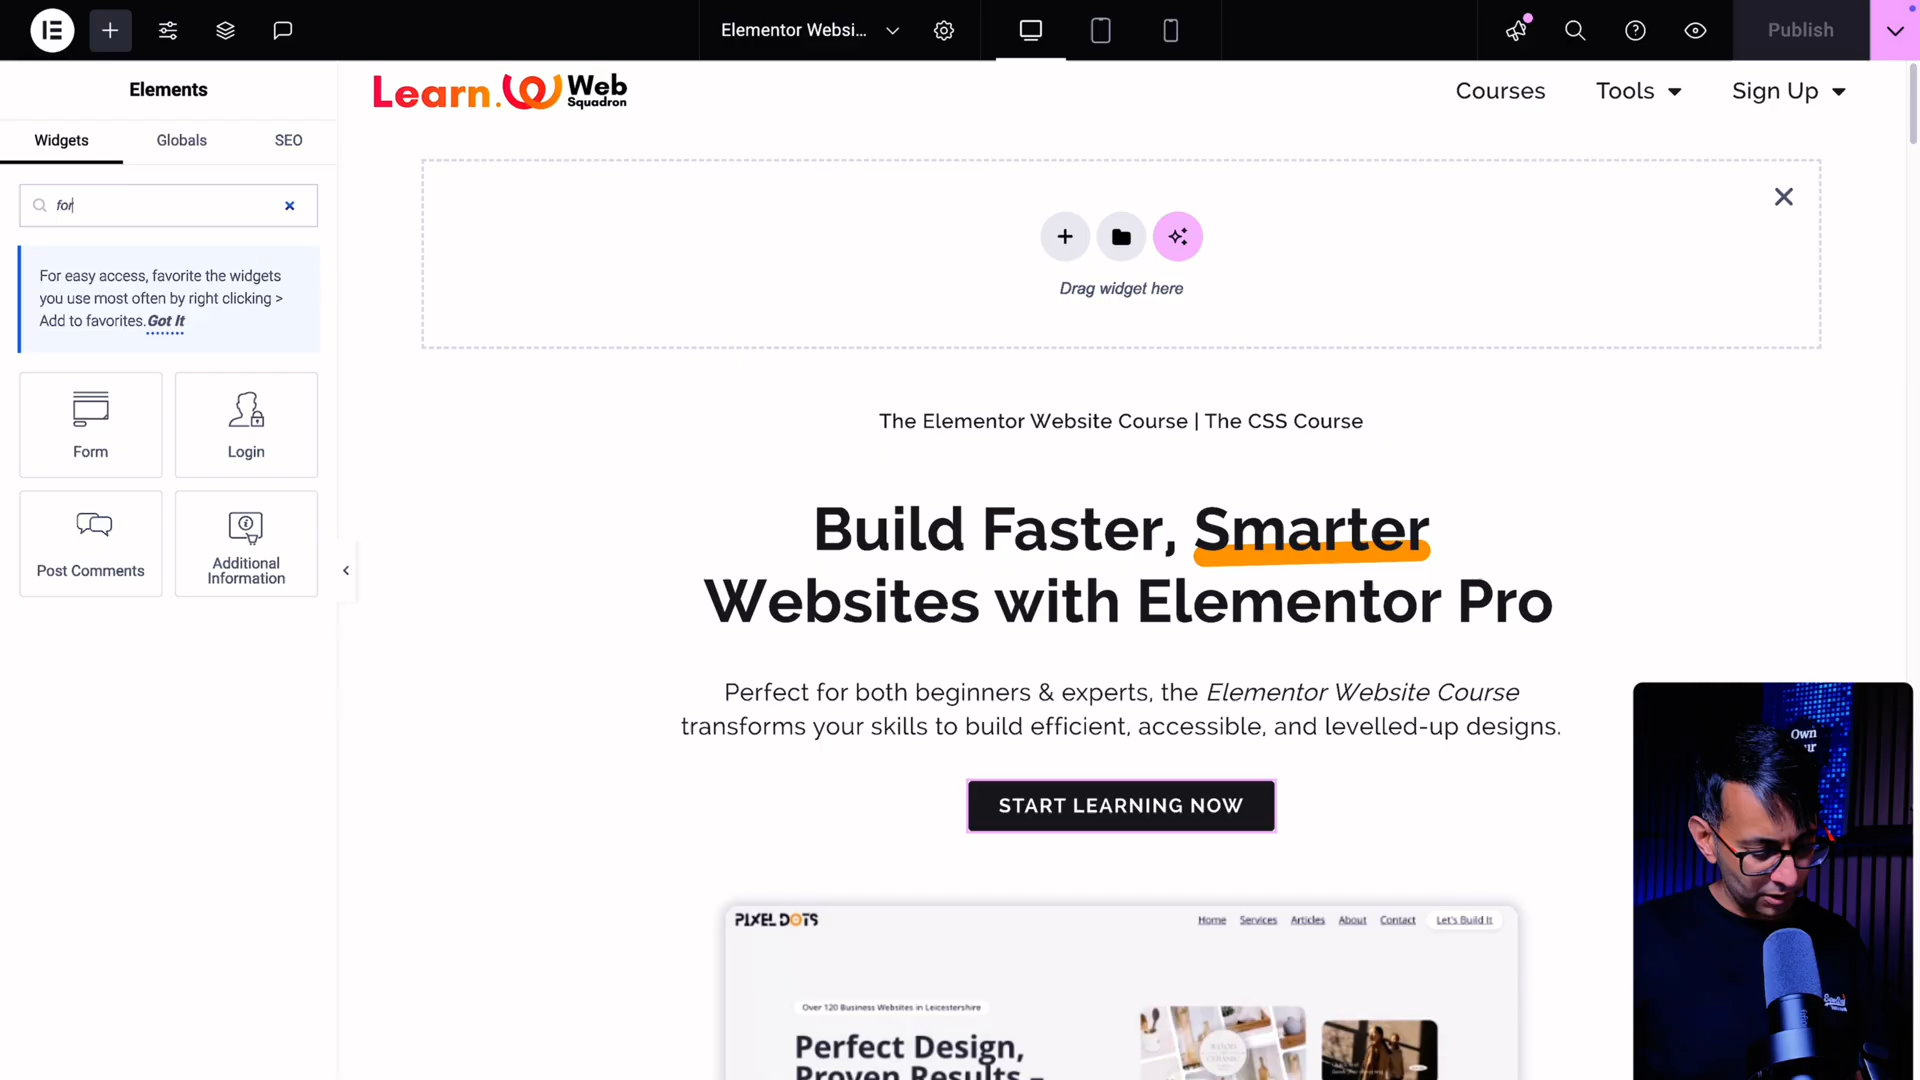 Elementor Websi...
Publish
Elements
Widgets
Globals
SEO
for
For easy access, favorite the widgets
you use most often by right clicking >
Add to favorites. Got It
Form
Login
Post Comments
Additional
Information
Learn. Web
Squadron
Courses
Tools
Sign Up
Drag widget here
The Elementor Website Course | The CSS Course
Build Faster, Smarter
Websites with Elementor Pro
Perfect for both beginners & experts, the Elementor Website Course
transforms your skills to build efficient, accessible, and levelled-up designs.
START LEARNING NOW
PIXEL DOTS
Home
Services
Articles
About
Contact
Let's Build It
Over 120 Business Websites in Leicestershire
Perfect Design,
Proven Results –
Own